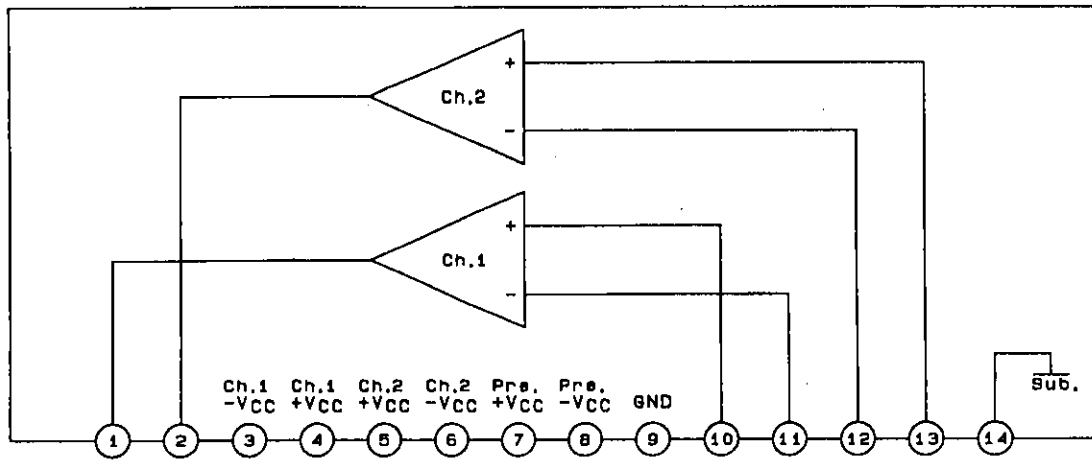 +
Ch.2
-
+
Ch.1
-
Ch.1 Ch.1 Ch.2 Ch.2 Pre. Pre.
-VCC +VCC +VCC -VCC +VCC -VCC GND
Sub.
1 2 3 4 5 6 7 8 9 10 11 12 13 14